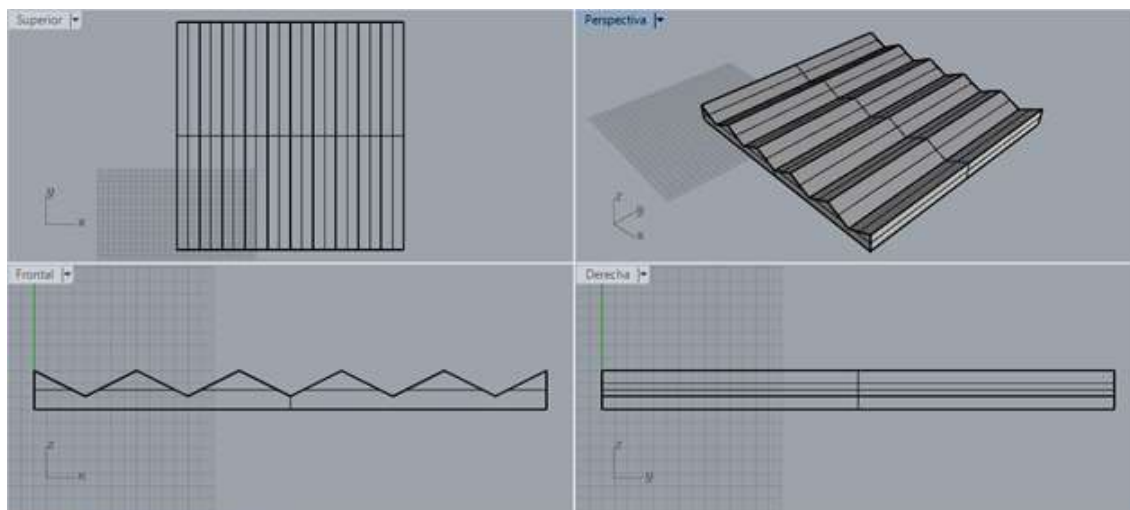 Superior
Perspectiva
y
x
z
y
x
Frontal
Derecha
z
x
z
y